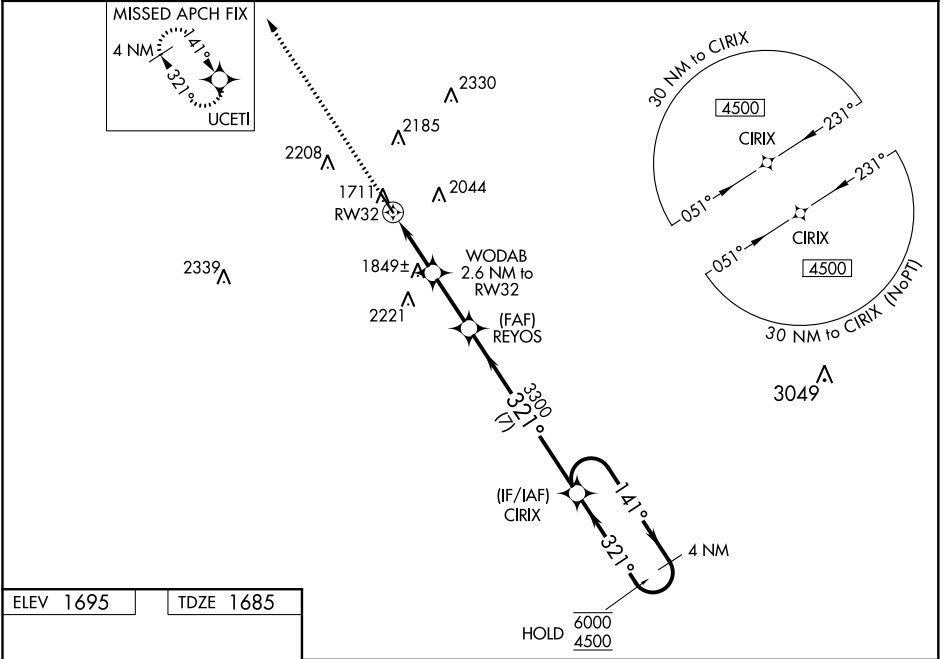 MISSED APCH FIX
4 NM
141°
321°
UCETI
2330
2185
2208
1711
RW32
2044
2339
1849±
WODAB
2.6 NM to
RW32
2221
(FAF)
REYOS
3300
321°
(7)
(IF/IAF)
CIRIX
141°
321°
4 NM
HOLD
6000
4500
30 NM to CIRIX
4500
CIRIX
231°
051°
231°
CIRIX
051°
4500
30 NM to CIRIX (NoPT)
3049
ELEV 1695
TDZE 1685